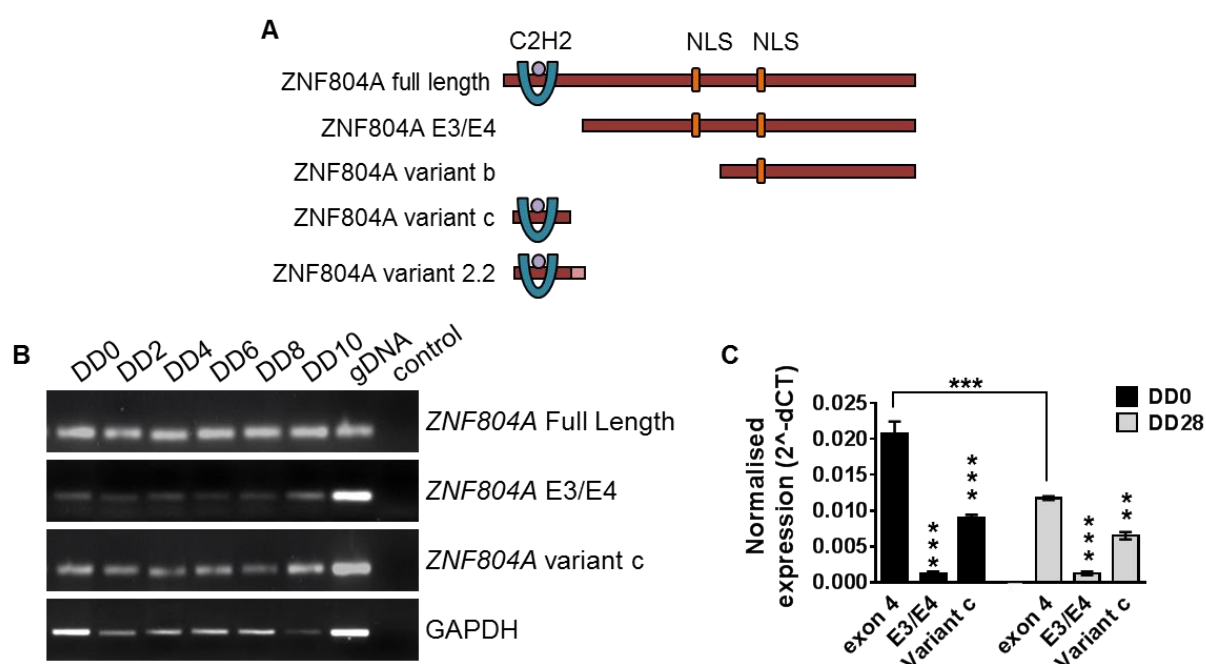 A
C2H2 NLS NLS
ZNF804A full length
ZNF804A E3/E4
ZNF804A variant b
ZNF804A variant c
ZNF804A variant 2.2
B
DD0 DD2 DD4 DD6 DD8 DD10 gDNA control
ZNF804A Full Length
ZNF804A E3/E4
ZNF804A variant c
GAPDH
C
Normalised
expression (2^-dCT)
0.025
0.020
0.015
0.010
0.005
0.000
***
***
***
***
**
exon 4 E3/E4 Variant c exon 4 E3/E4 Variant c
DD0
DD28